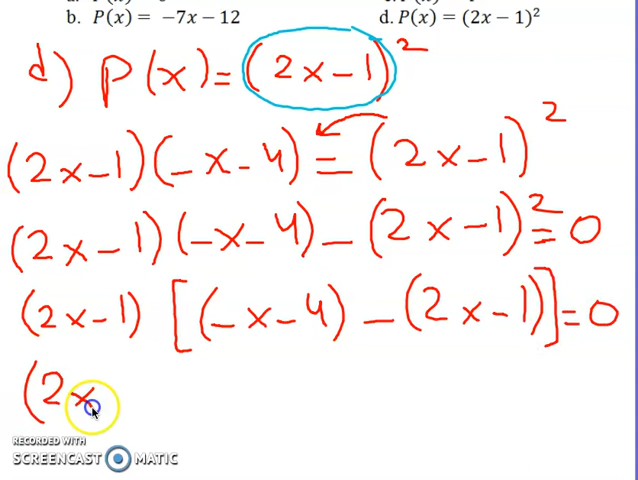 b. P(x) = −7x − 12
d. P(x) = (2x − 1)²
d) P(x) = (2x − 1)²
(2x − 1)(−x − 4) = (2x − 1)²
(2x − 1)(−x − 4) − (2x − 1)² = 0
(2x − 1) [(−x − 4) − (2x − 1)] = 0
(2x
RECORDED WITH
SCREENCAST MATIC